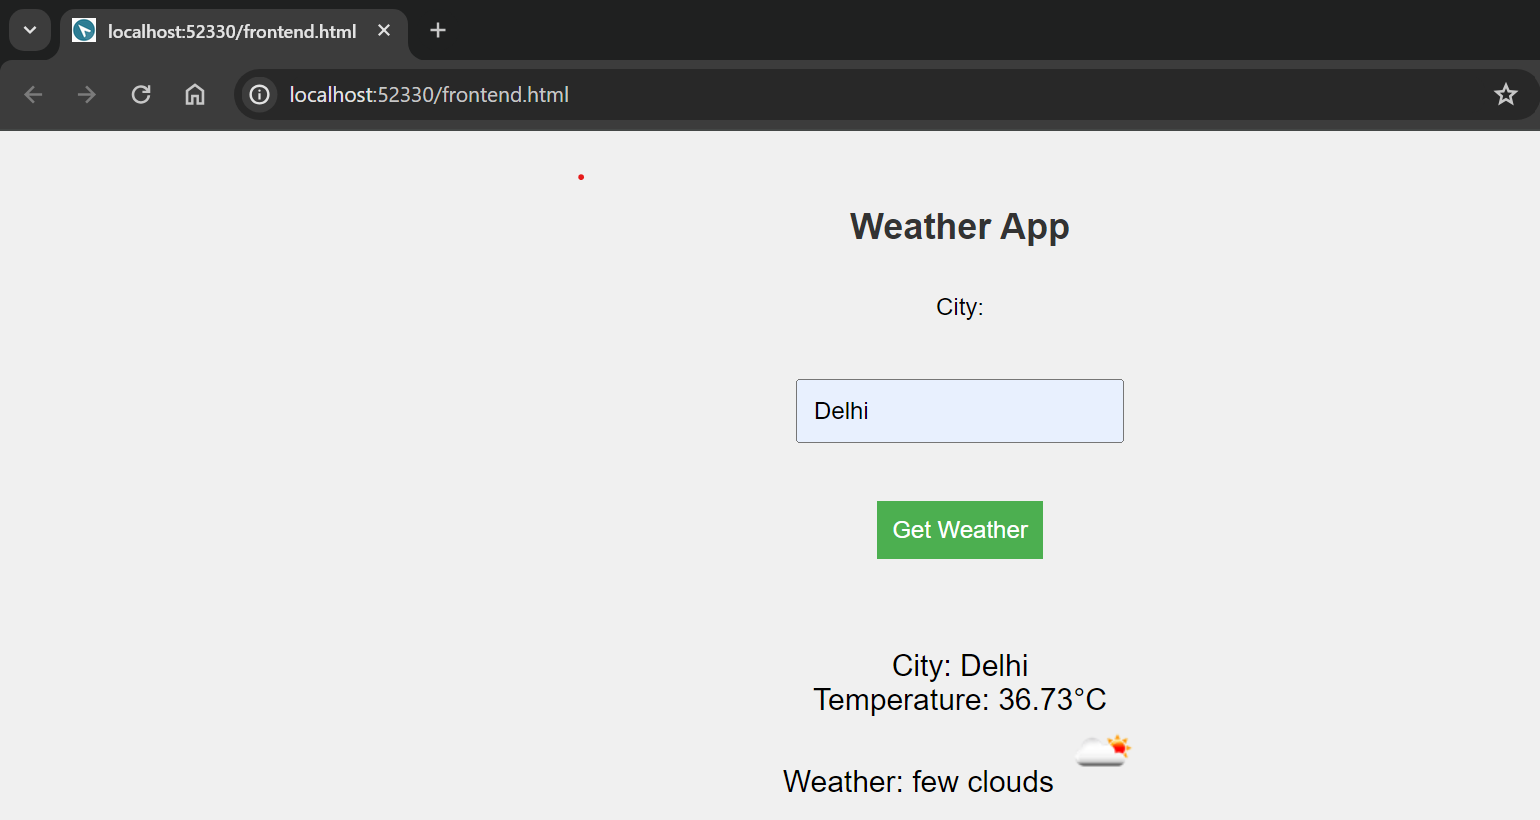 localhost:52330/frontend.html
localhost:52330/frontend.html
Weather App
City:
Delhi
Get Weather
City: Delhi
Temperature: 36.73°C
Weather: few clouds